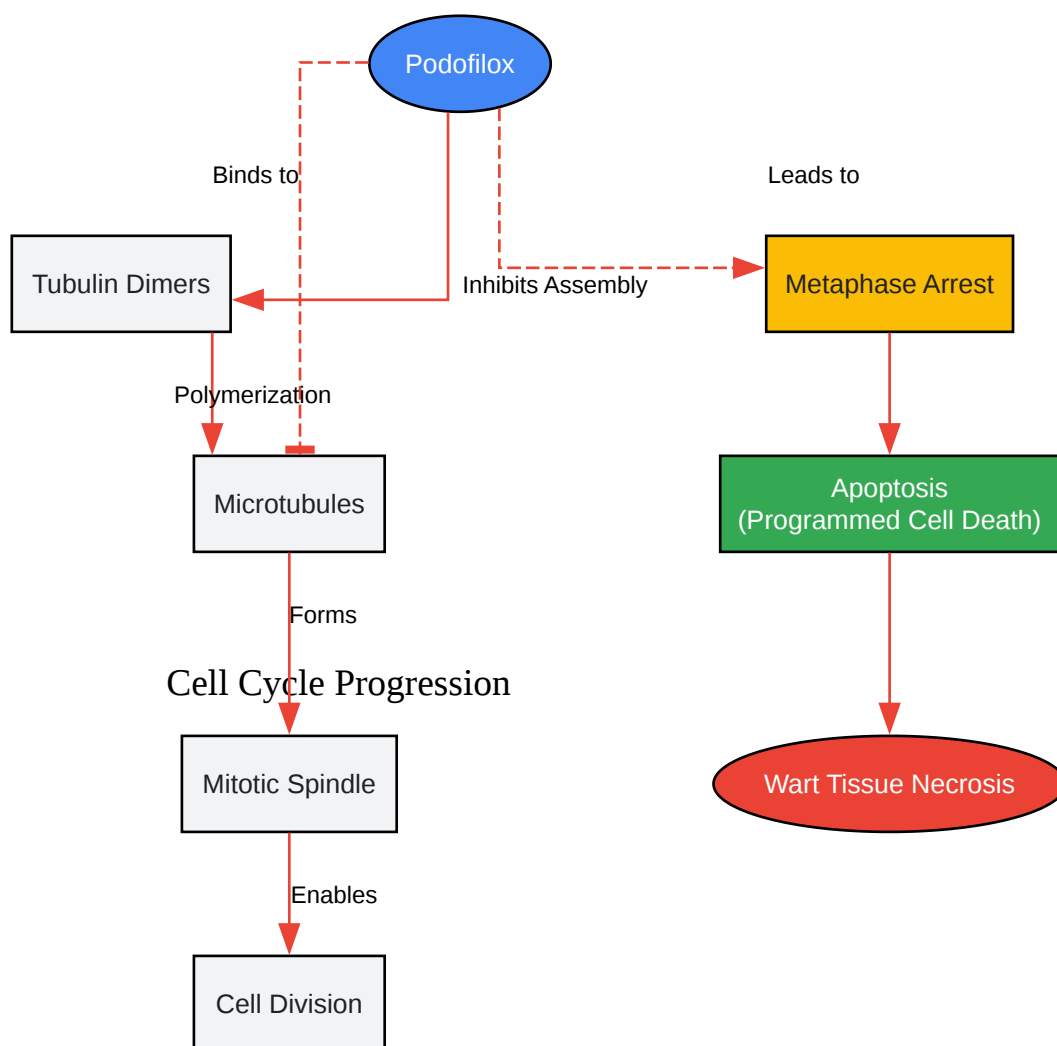 Podofilox
Binds to
Leads to
Tubulin Dimers
Inhibits Assembly
Metaphase Arrest
Polymerization
Microtubules
Apoptosis
(Programmed Cell Death)
Forms
Cell Cycle Progression
Mitotic Spindle
Wart Tissue Necrosis
Enables
Cell Division